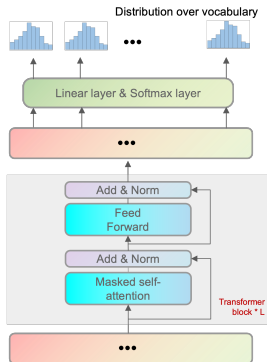 Distribution over vocabulary
•••
Linear layer & Softmax layer
•••
Add & Norm
Feed
Forward
Add & Norm
Masked self-
attention
Transformer
block * L
•••